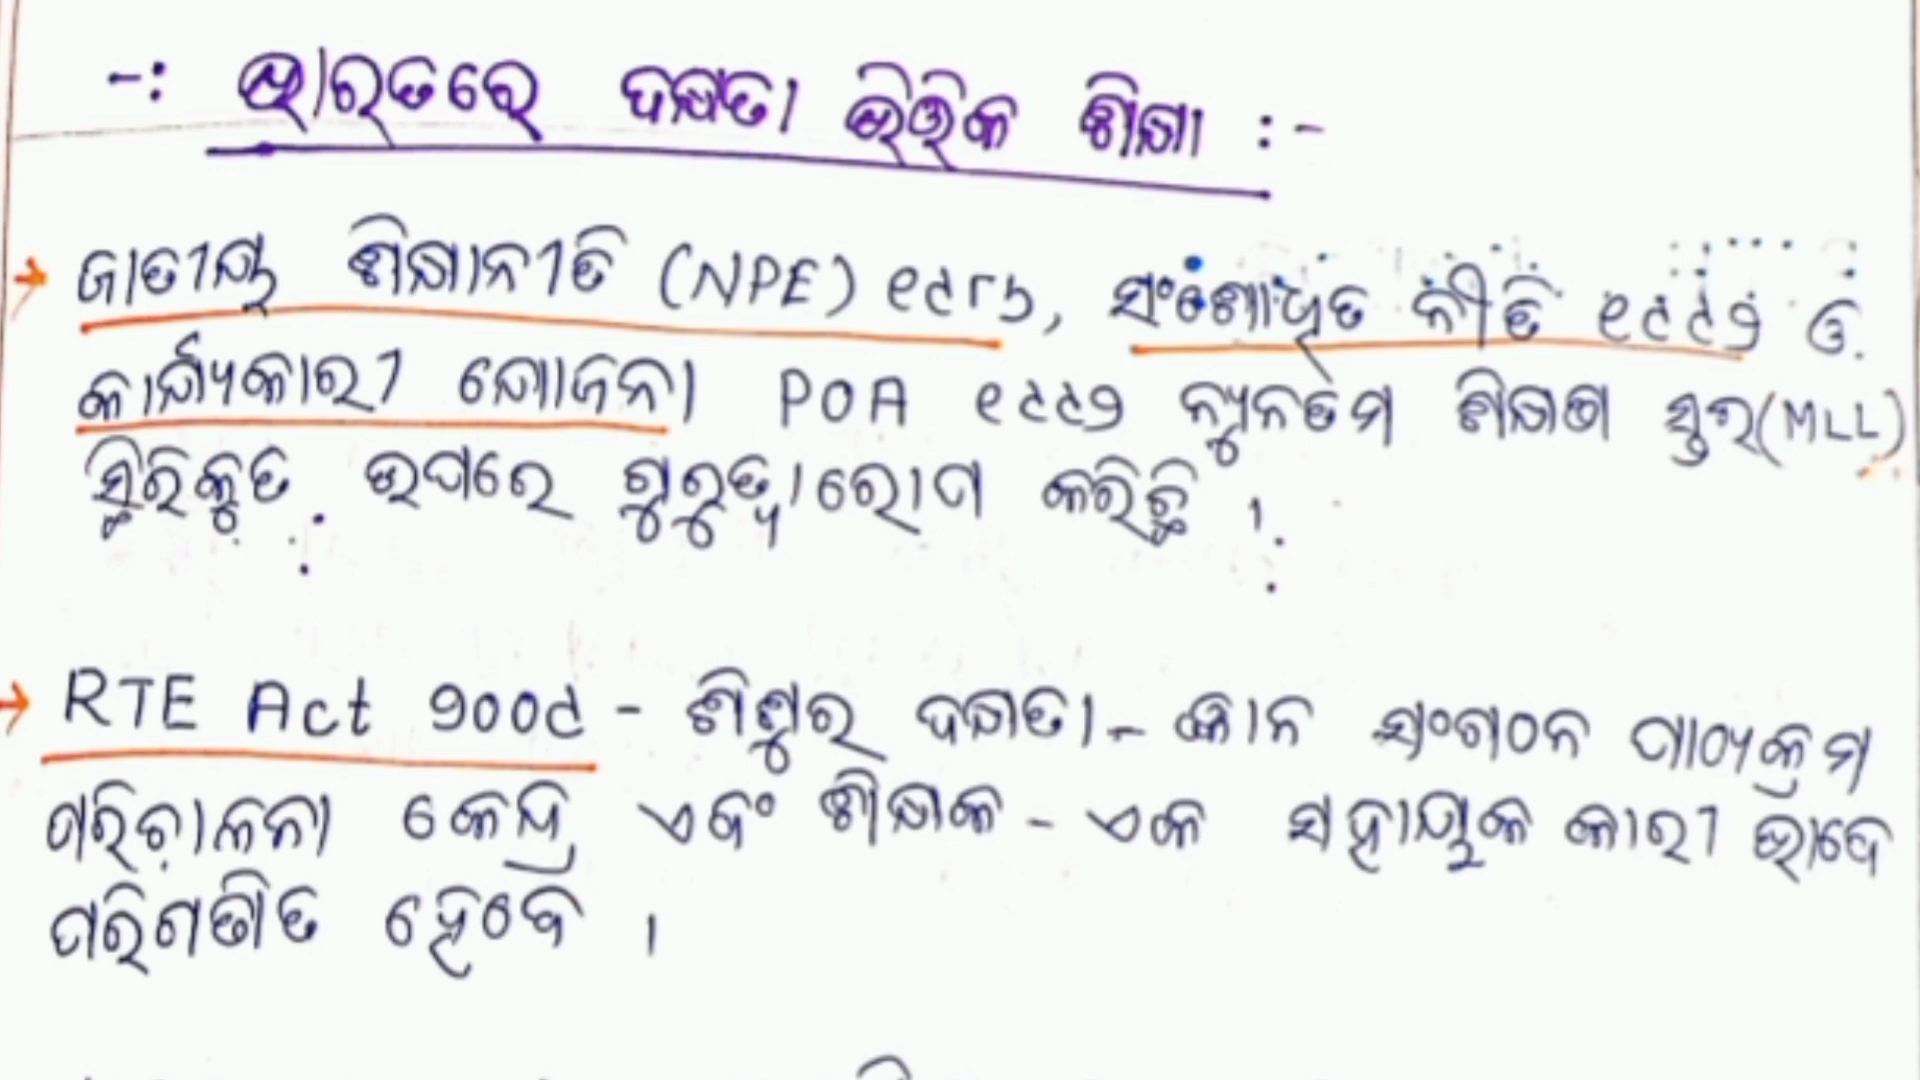 -: ଭାରତରେ ଦକ୍ଷତା ଭିତ୍ତିକ ଶିକ୍ଷା :-
→ ଜାତୀୟ ଶିକ୍ଷାନୀତି (NPE) ୧୯୮୬, ସଂଶୋଧିତ ନୀତି ୧୯୯୨ ଓ
କାର୍ଯ୍ୟକାରୀ ଯୋଜନା POA ୧୯୯୨ ନ୍ୟୁନତମ ଶିକ୍ଷଣ ସ୍ତର(MLL)
ସ୍ଥିରିକୃତ ଉପରେ ଗୁରୁତ୍ୱାରୋପ କରିଛି ।
→ RTE Act ୨୦୦୯ - ଶିଶୁର ଦକ୍ଷତା - ଜ୍ଞାନ ସଂଗଠନ ପାଠ୍ୟକ୍ରମ
ପରିଚାଳନା କେନ୍ଦ୍ର ଏବଂ ଶିକ୍ଷକ - ଏକ ସହାୟକ କାରୀ ଭାବେ
ପରିଗଣିତ ହେବେ ।